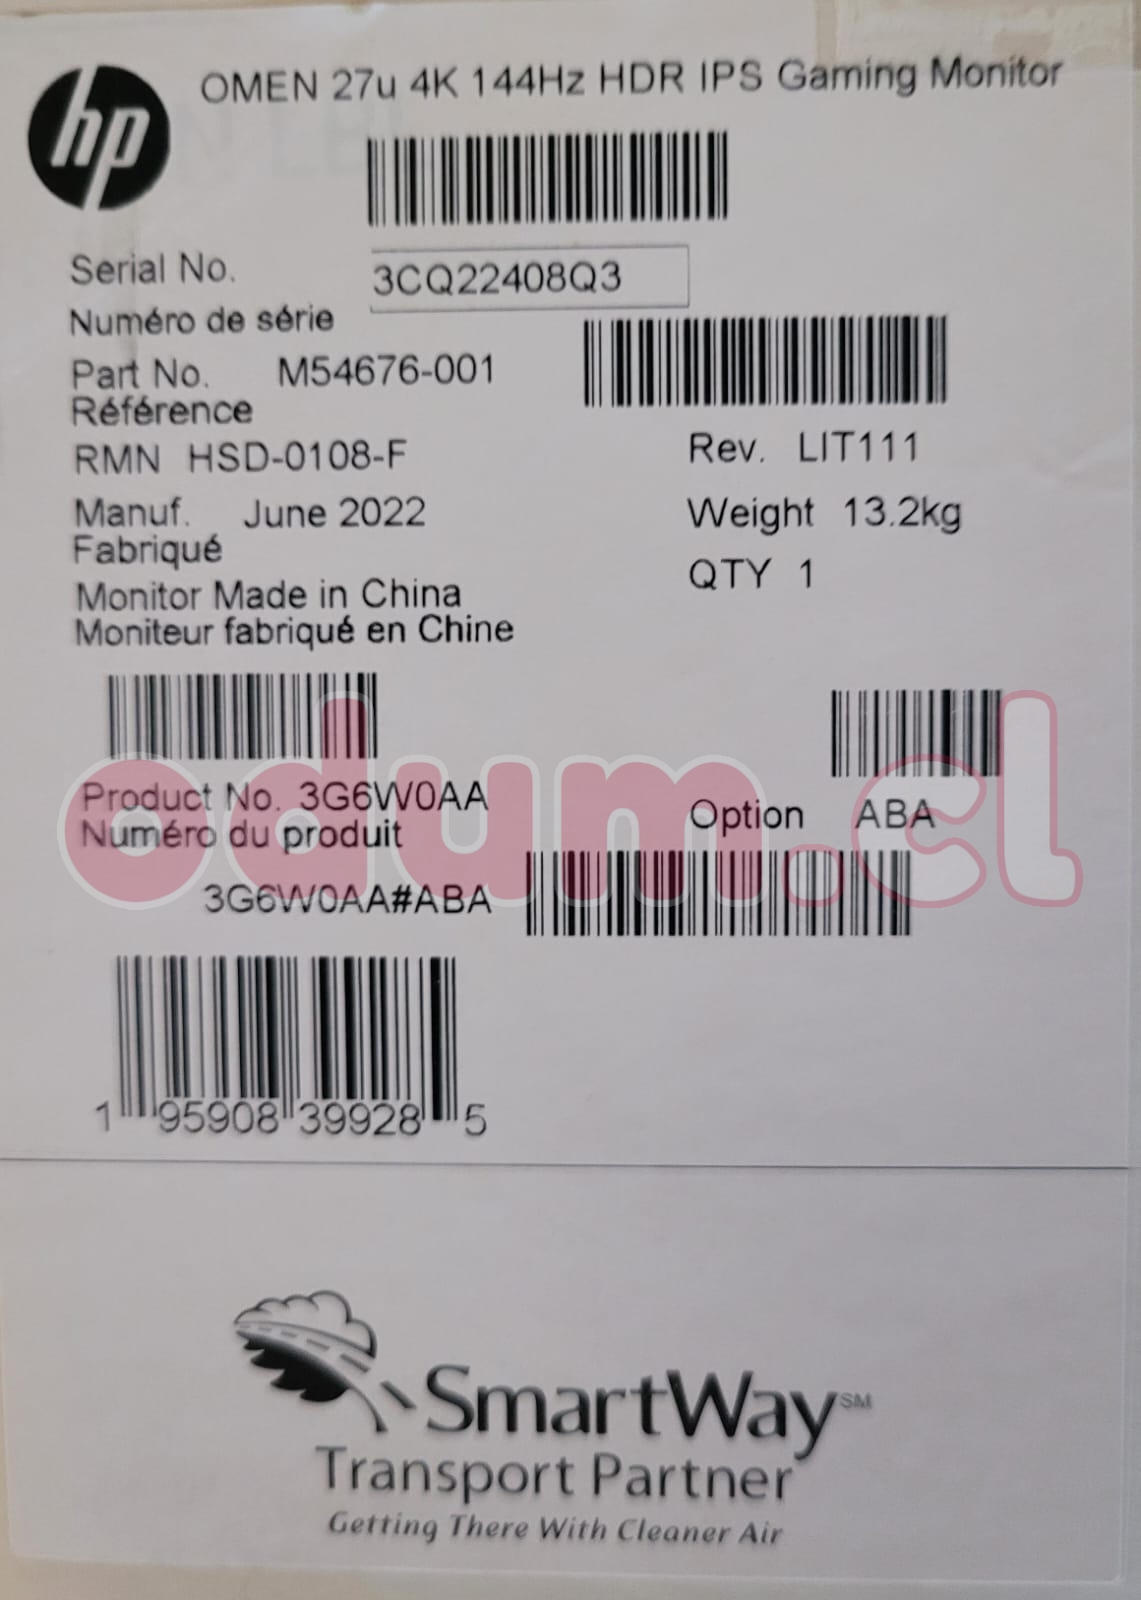 hp
OMEN 27u 4K 144Hz HDR IPS Gaming Monitor
Serial No. 3CQ22408Q3
Numéro de série
Part No. M54676-001
Référence
RMN HSD-0108-F
Rev. LIT111
Manuf. June 2022
Fabriqué
Weight 13.2kg
QTY 1
Monitor Made in China
Moniteur fabriqué en Chine
odum.cl
Product No. 3G6W0AA
Numéro du produit
Option ABA
3G6W0AA#ABA
1 95908 39928 5
SmartWay SM
Transport Partner
Getting There With Cleaner Air